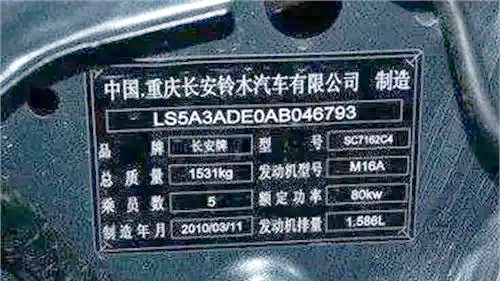 中国.重庆长安铃木汽车有限公司 制造
LS5A3ADE0AB046793
品牌 长安牌 型号 SC7162C4
总质量 1531kg 发动机型号 M16A
乘员数 5 额定功率 80kw
制造年月 2010/03/11 发动机排量 1.586L